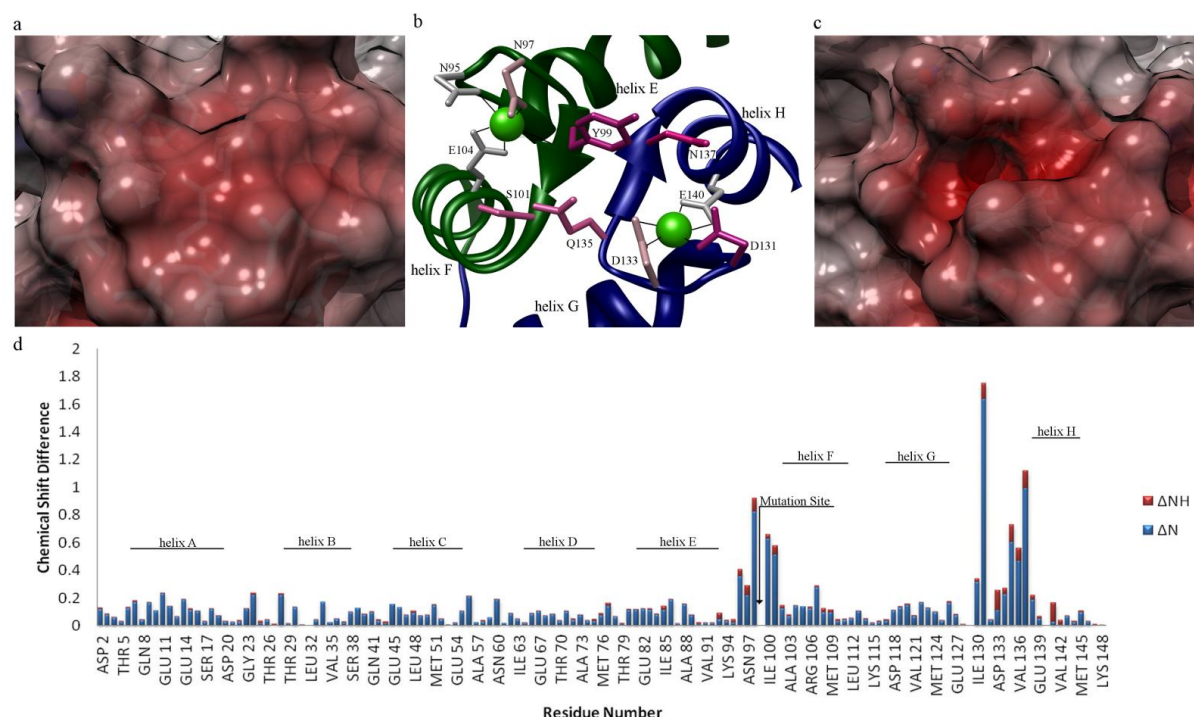 a
b
c
N97
N95
helix E
helix H
Y99
N137
E104
S101
E140
Q135
D133
D131
helix F
helix G
d
2
1.8
1.6
1.4
1.2
1
0.8
0.6
0.4
0.2
0
Chemical Shift Difference
helix A
helix B
helix C
helix D
helix E
Mutation Site
helix F
helix G
helix H
ΔNH
ΔN
ASP 2
THR 5
GLN 8
GLU 11
GLU 14
SER 17
ASP 20
GLY 23
THR 26
THR 29
LEU 32
VAL 35
SER 38
GLN 41
GLU 45
LEU 48
MET 51
GLU 54
ALA 57
ASN 60
ILE 63
GLU 67
THR 70
ALA 73
MET 76
THR 79
GLU 82
ILE 85
ALA 88
VAL 91
LYS 94
ASN 97
ILE 100
ALA 103
ARG 106
MET 109
LEU 112
LYS 115
ASP 118
VAL 121
MET 124
GLU 127
ILE 130
ASP 133
VAL 136
GLU 139
VAL 142
MET 145
LYS 148
Residue Number